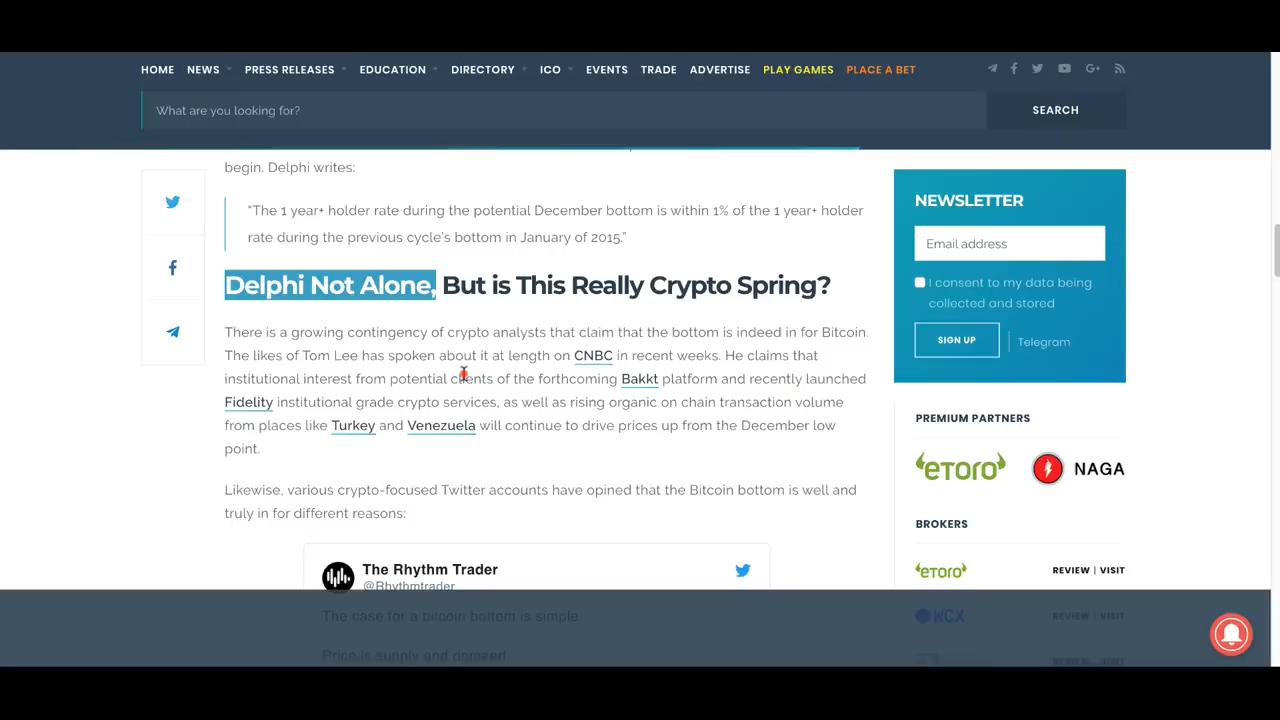 HOME NEWS PRESS RELEASES EDUCATION DIRECTORY ICO EVENTS TRADE ADVERTISE PLAY GAMES PLACE A BET
What are you looking for?
SEARCH
begin. Delphi writes:
“The 1 year+ holder rate during the potential December bottom is within 1% of the 1 year+ holder
rate during the previous cycle’s bottom in January of 2015.”
Delphi Not Alone, But is This Really Crypto Spring?
There is a growing contingency of crypto analysts that claim that the bottom is indeed in for Bitcoin.
The likes of Tom Lee has spoken about it at length on CNBC in recent weeks. He claims that
institutional interest from potential clients of the forthcoming Bakkt platform and recently launched
Fidelity institutional grade crypto services, as well as rising organic on chain transaction volume
from places like Turkey and Venezuela will continue to drive prices up from the December low
point.
Likewise, various crypto-focused Twitter accounts have opined that the Bitcoin bottom is well and
truly in for different reasons:
The Rhythm Trader
@Rhythmtrader
The case for a bitcoin bottom is simple
Price is supply and demand
NEWSLETTER
Email address
I consent to my data being
collected and stored
SIGN UP
Telegram
PREMIUM PARTNERS
eToro
NAGA
BROKERS
eToro REVIEW | VISIT
WCX REVIEW | VISIT